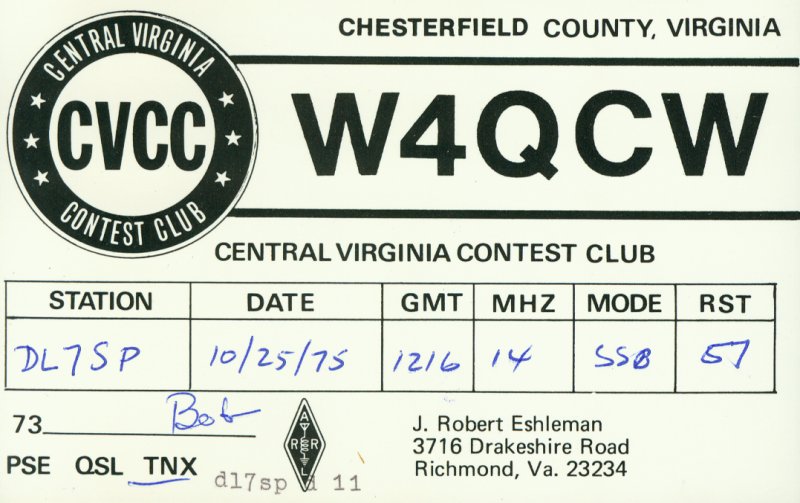 CHESTERFIELD COUNTY, VIRGINIA
CENTRAL VIRGINIA
CVCC
CONTEST CLUB
W4QCW
CENTRAL VIRGINIA CONTEST CLUB
STATION DATE GMT MHZ MODE RST
DL7SP 10/25/75 1216 14 SSB 57
73 Bob
PSE QSL TNX
A
R R
L
dl7sp d 11
J. Robert Eshleman
3716 Drakeshire Road
Richmond, Va. 23234